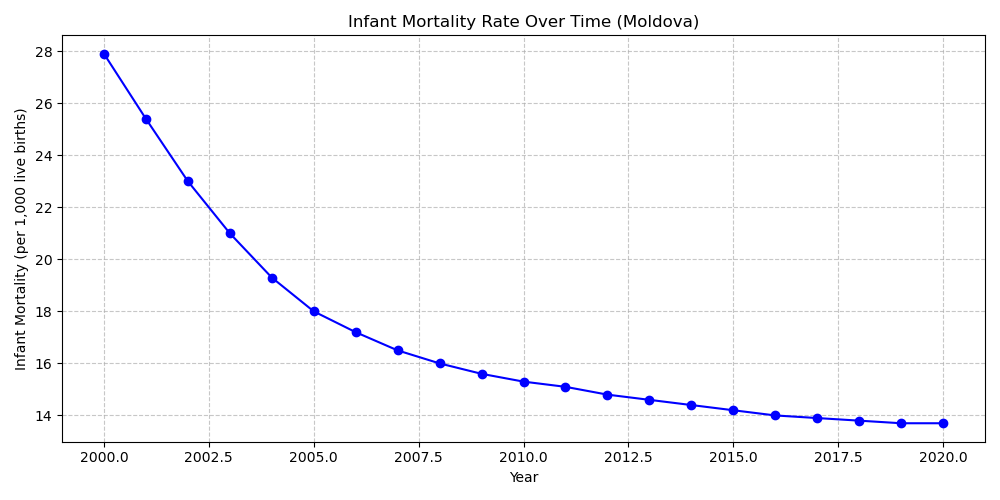 Infant Mortality Rate Over Time (Moldova)
Infant Mortality (per 1,000 live births)
28
26
24
22
20
18
16
14
2000.0 2002.5 2005.0 2007.5 2010.0 2012.5 2015.0 2017.5 2020.0
Year